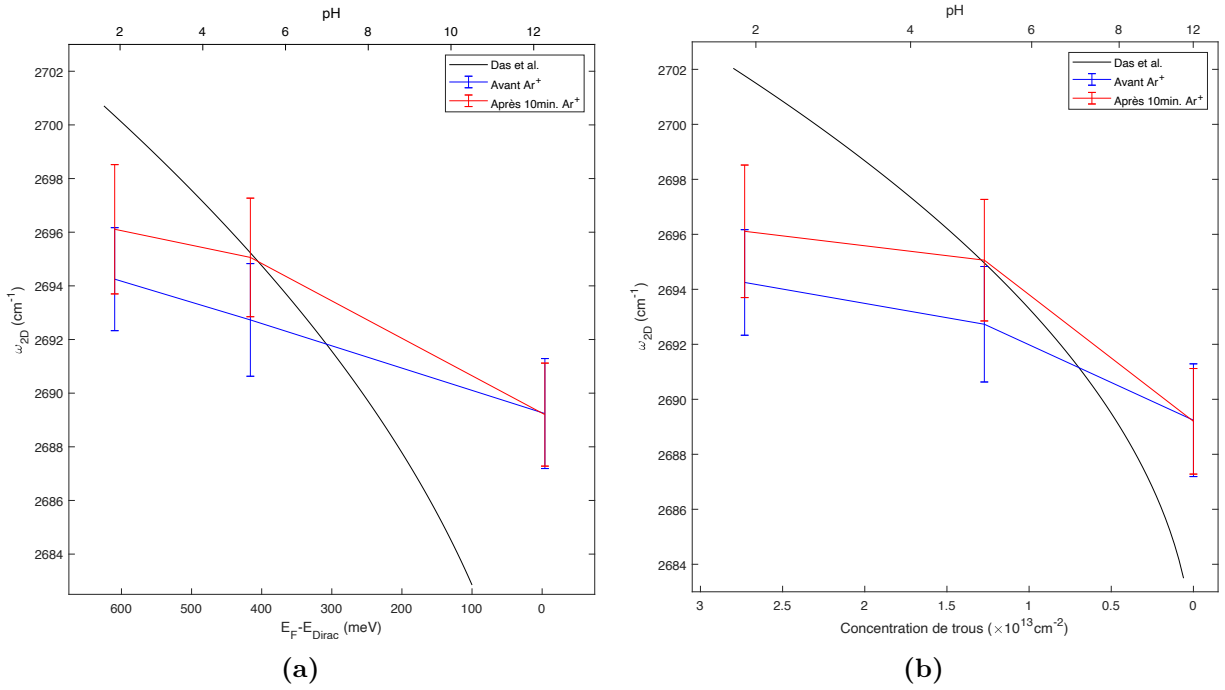 pH
2 4 6 8 10 12
2702
2700
2698
2696
2694
2692
2690
2688
2686
2684
ω2D (cm-1)
Das et al.
Avant Ar+
Après 10min. Ar+
600 500 400 300 200 100 0
EF-EDirac (meV)
(a)
pH
2 4 6 8 10 12
2702
2700
2698
2696
2694
2692
2690
2688
2686
2684
ω2D (cm-1)
Das et al.
Avant Ar+
Après 10min. Ar+
3 2.5 2 1.5 1 0.5 0
Concentration de trous (×10^13cm-2)
(b)